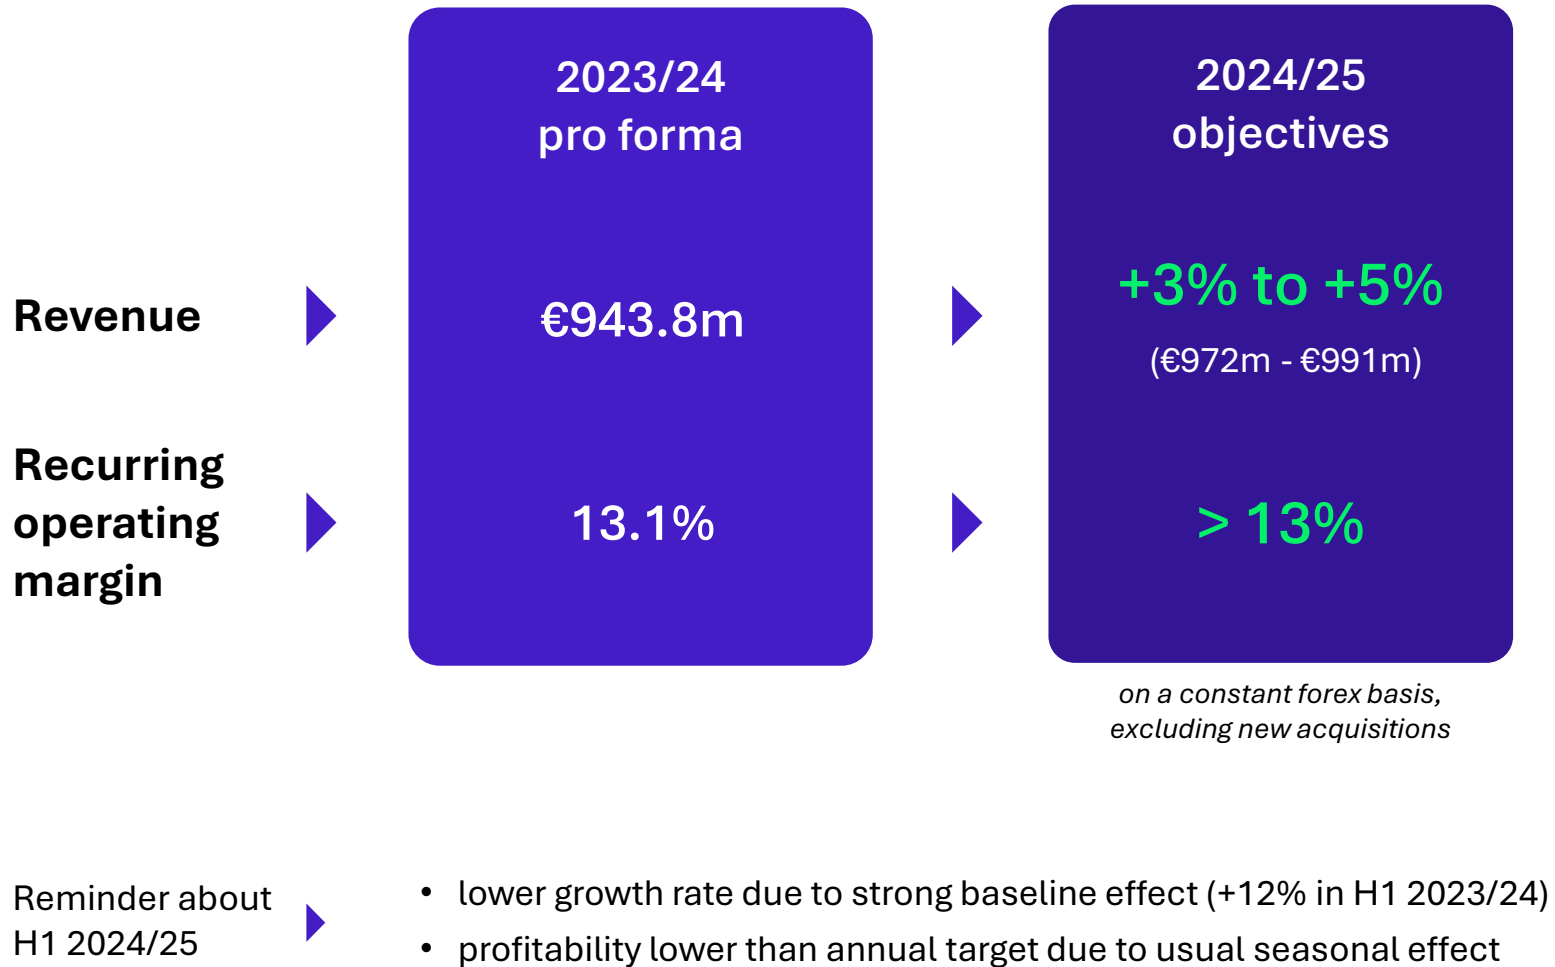 2023/24
pro forma
2024/25
objectives
Revenue
€943.8m
+3% to +5%
(€972m - €991m)
Recurring
operating
margin
13.1%
> 13%
on a constant forex basis,
excluding new acquisitions
Reminder about
H1 2024/25
• lower growth rate due to strong baseline effect (+12% in H1 2023/24)
• profitability lower than annual target due to usual seasonal effect